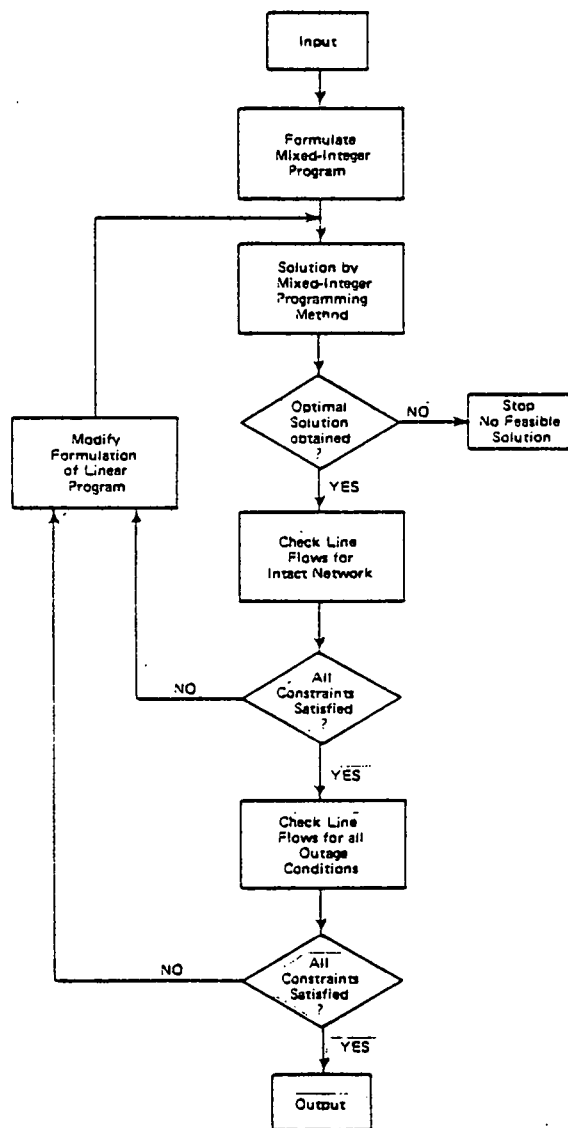 Input
Formulate
Mixed-Integer
Program
Solution by
Mixed-Integer
Programming
Method
Optimal
Solution
obtained
?
NO
Stop
No Feasible
Solution
Modify
Formulation
of Linear
Program
YES
Check Line
Flows for
Intact Network
All
Constraints
Satisfied
?
NO
YES
Check Line
Flows for all
Outage
Conditions
All
Constraints
Satisfied
?
NO
YES
Output